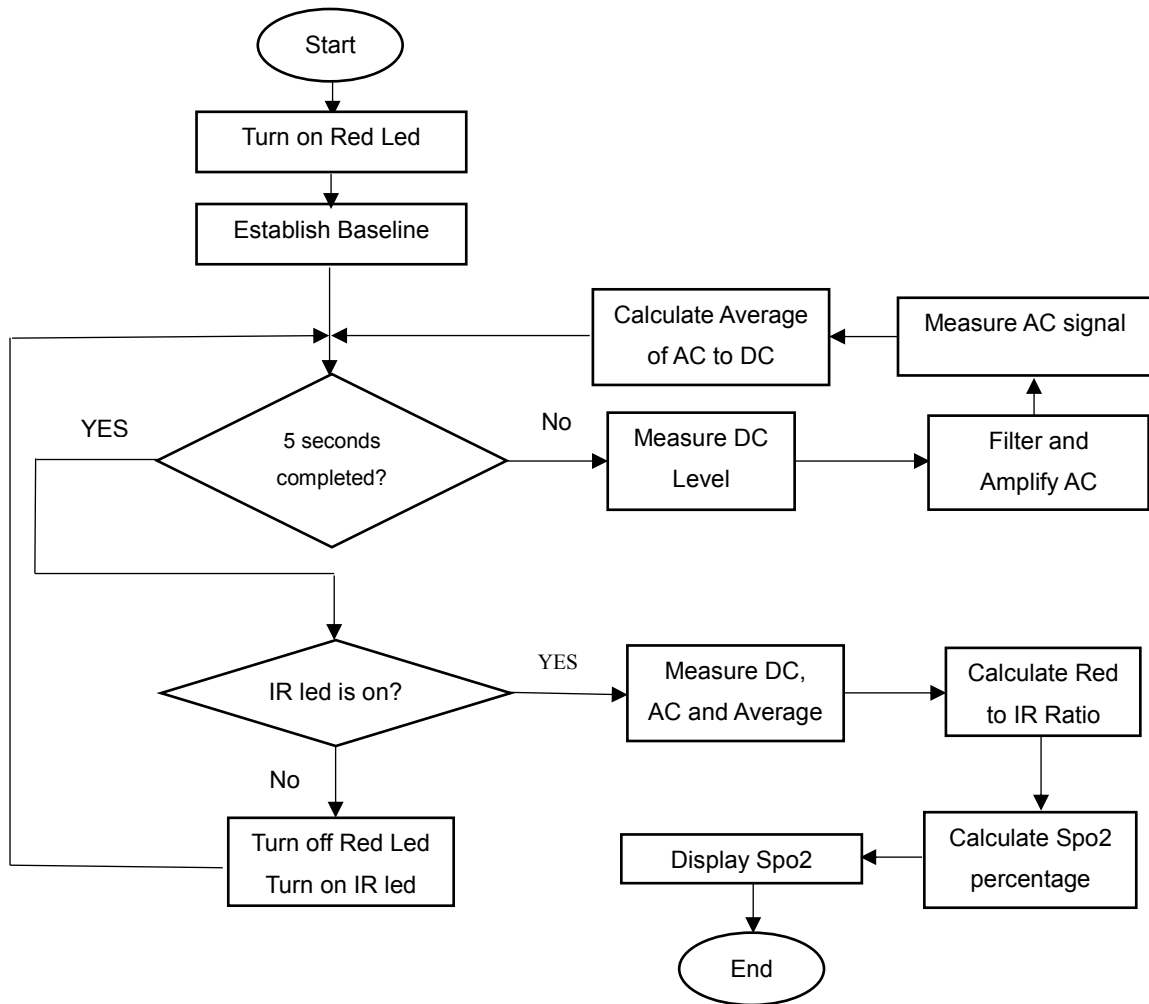 Start
Turn on Red Led
Establish Baseline
Calculate Average
of AC to DC
Measure AC signal
YES
5 seconds
completed?
No
Measure DC
Level
Filter and
Amplify AC
IR led is on?
YES
Measure DC,
AC and Average
Calculate Red
to IR Ratio
No
Turn off Red Led
Turn on IR led
Display Spo2
Calculate Spo2
percentage
End